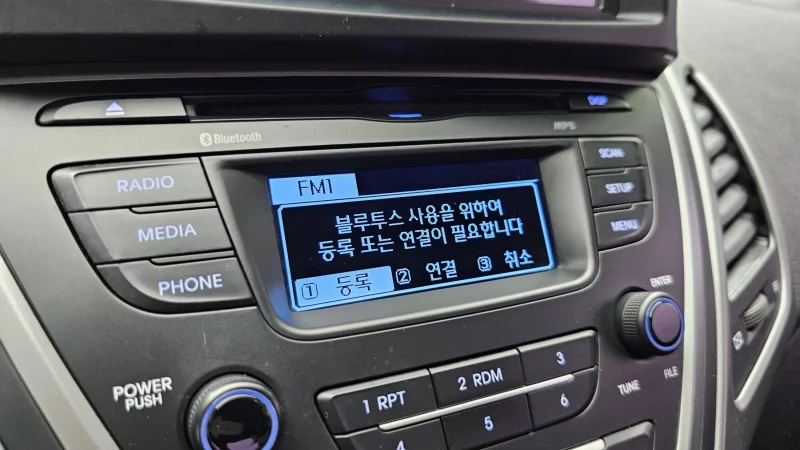 DISP
Bluetooth
MP3
RADIO
MEDIA
PHONE
FM1
블루투스 사용을 위하여
등록 또는 연결이 필요합니다
① 등록 ② 연결 ③ 취소
SCAN
SETUP
MENU
ENTER
TUNE
FILE
POWER
PUSH
1 RPT
2 RDM
3
4
5
6